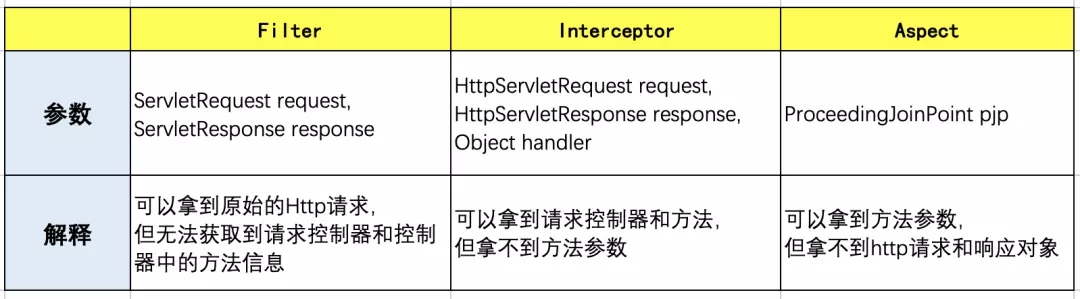 Filter
Interceptor
Aspect
参数
ServletRequest request,
ServletResponse response
HttpServletRequest request,
HttpServletResponse response,
Object handler
ProceedingJoinPoint pjp
解释
可以拿到原始的Http请求,
但无法获取到请求控制器和控制
器中的方法信息
可以拿到请求控制器和方法,
但拿不到方法参数
可以拿到方法参数,
但拿不到http请求和响应对象